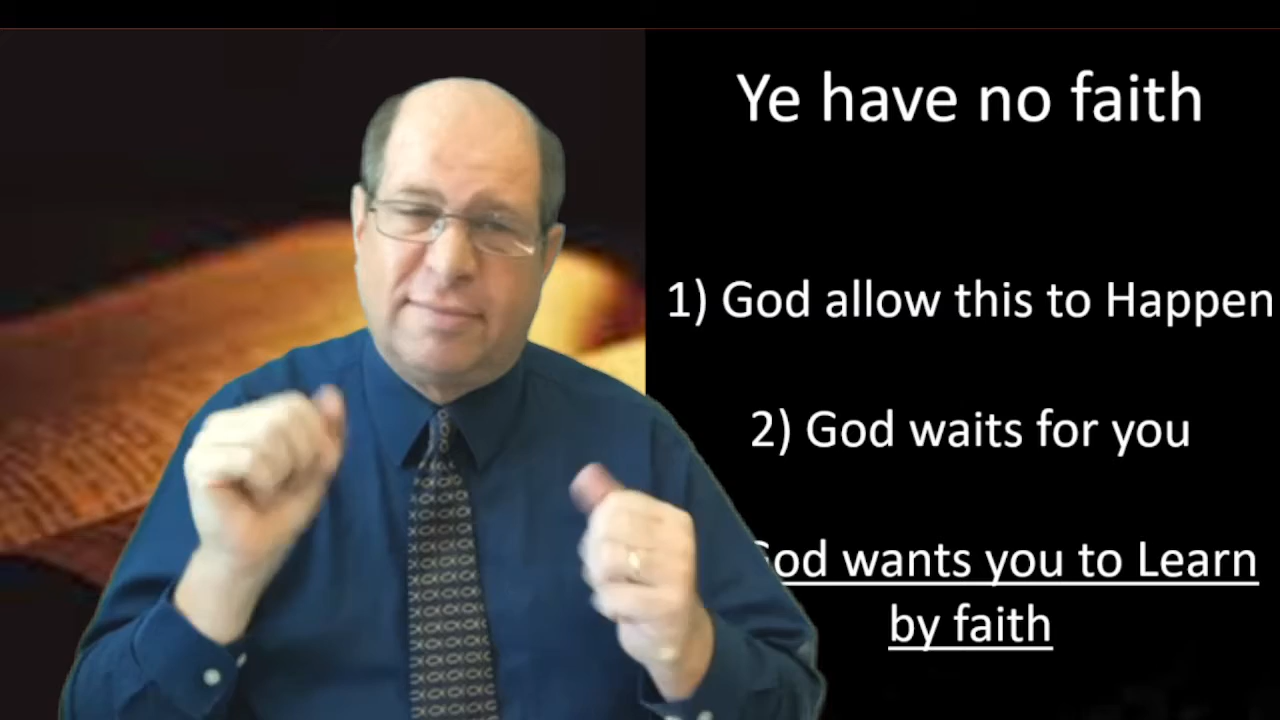 Ye have no faith
1) God allow this to Happen
2) God waits for you
God wants you to Learn
by faith